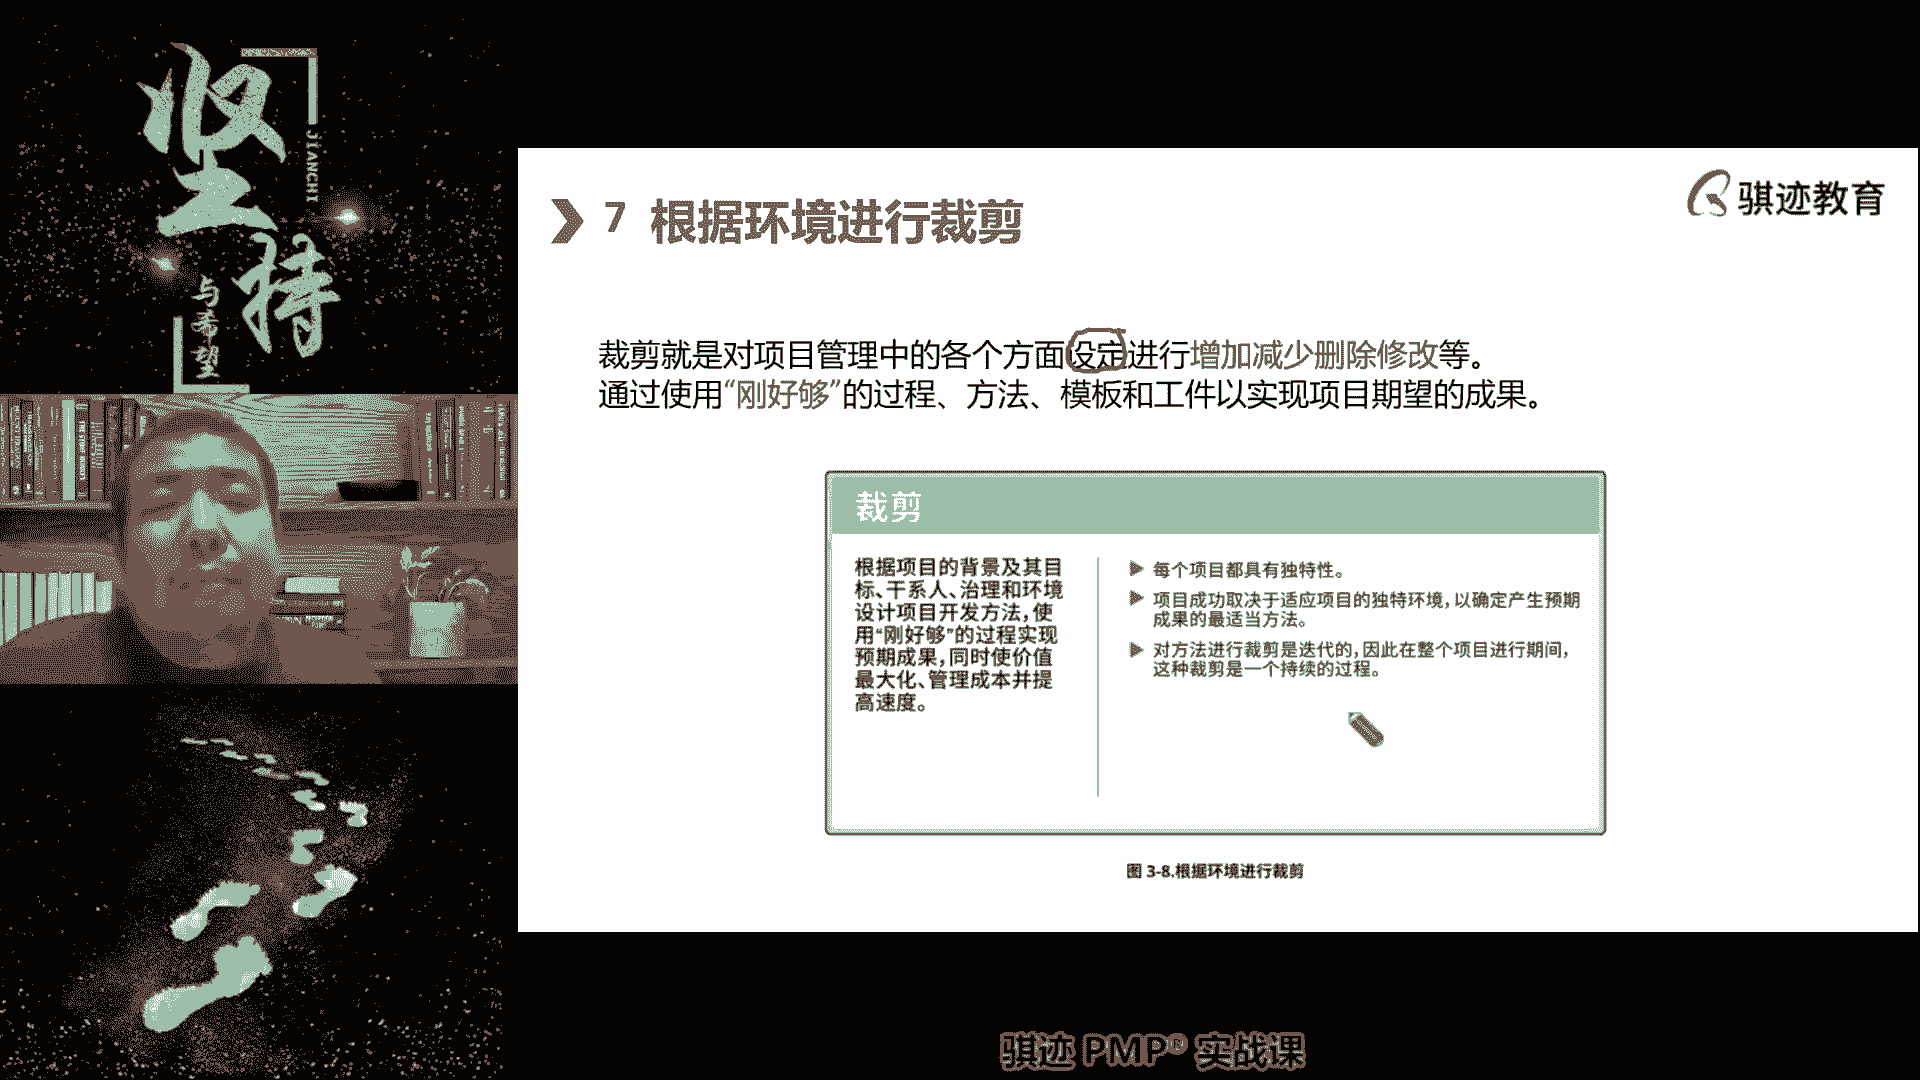 坚持
JIANCHI
与希望
骐迹教育
7 根据环境进行裁剪
裁剪就是对项目管理中的各个方面设定进行增加减少删除修改等。
通过使用“刚好够”的过程、方法、模板和工件以实现项目期望的成果。
裁剪
根据项目的背景及其目
标、干系人、治理和环境
设计项目开发方法，使
用“刚好够”的过程实现
预期成果，同时使价值
最大化、管理成本并提
高速度。
每个项目都具有独特性。
项目成功取决于适应项目的独特环境，以确定产生预期
成果的最适当方法。
对方法进行裁剪是迭代的，因此在整个项目进行期间，
这种裁剪是一个持续的过程。
图 3-8.根据环境进行裁剪
骐迹 PMP® 实战课